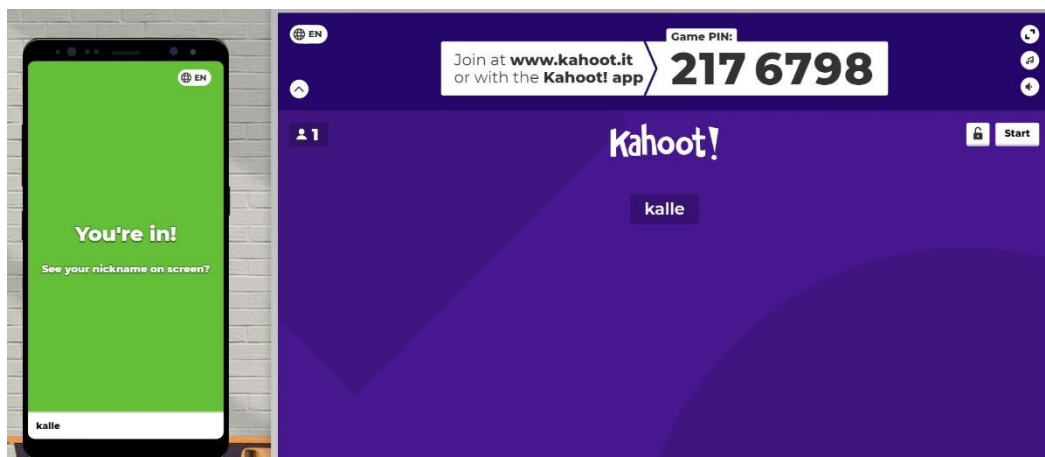 EN
You're in!
See your nickname on screen?
kalle
EN
Join at www.kahoot.it
or with the Kahoot! app
Game PIN:
217 6798
1
Kahoot!
Start
kalle